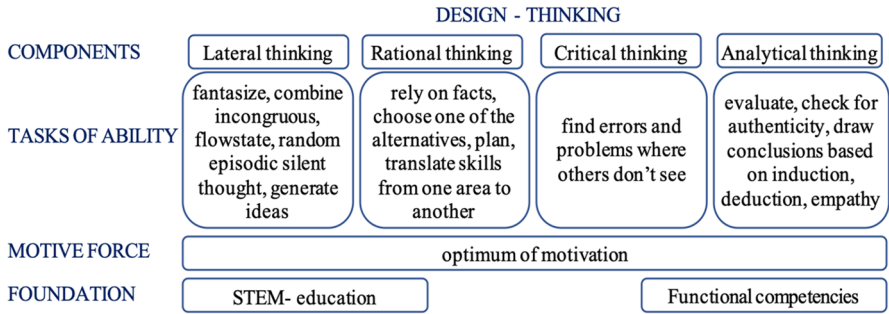 DESIGN - THINKING
COMPONENTS
Lateral thinking
Rational thinking
Critical thinking
Analytical thinking
TASKS OF ABILITY
fantasize, combine
incongruous,
flowstate, random
episodic silent
thought, generate
ideas
rely on facts,
choose one of the
alternatives, plan,
translate skills
from one area to
another
find errors and
problems where
others don't see
evaluate, check for
authenticity, draw
conclusions based
on induction,
deduction, empathy
MOTIVE FORCE
optimum of motivation
FOUNDATION
STEM- education
Functional competencies